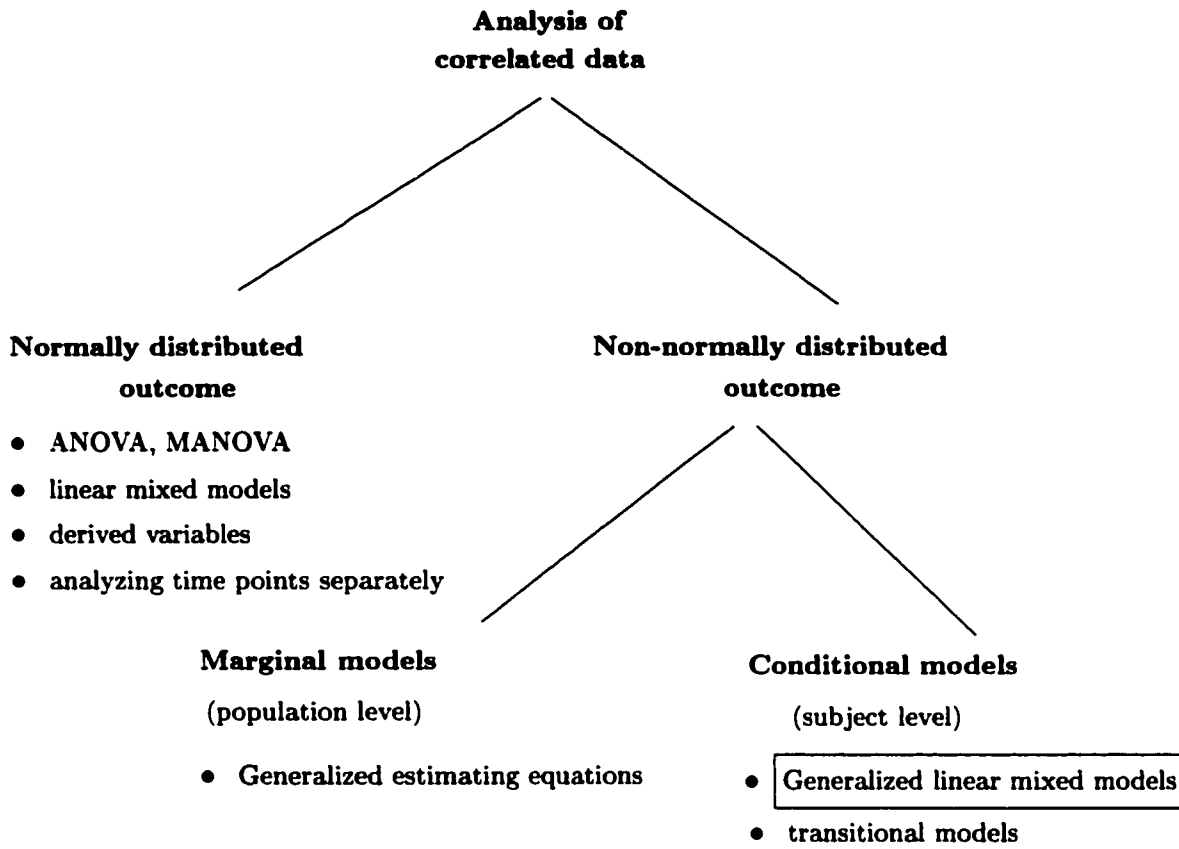 Analysis of
correlated data
Normally distributed
outcome
• ANOVA, MANOVA
• linear mixed models
• derived variables
• analyzing time points separately
Non-normally distributed
outcome
Marginal models
(population level)
• Generalized estimating equations
Conditional models
(subject level)
• Generalized linear mixed models
• transitional models